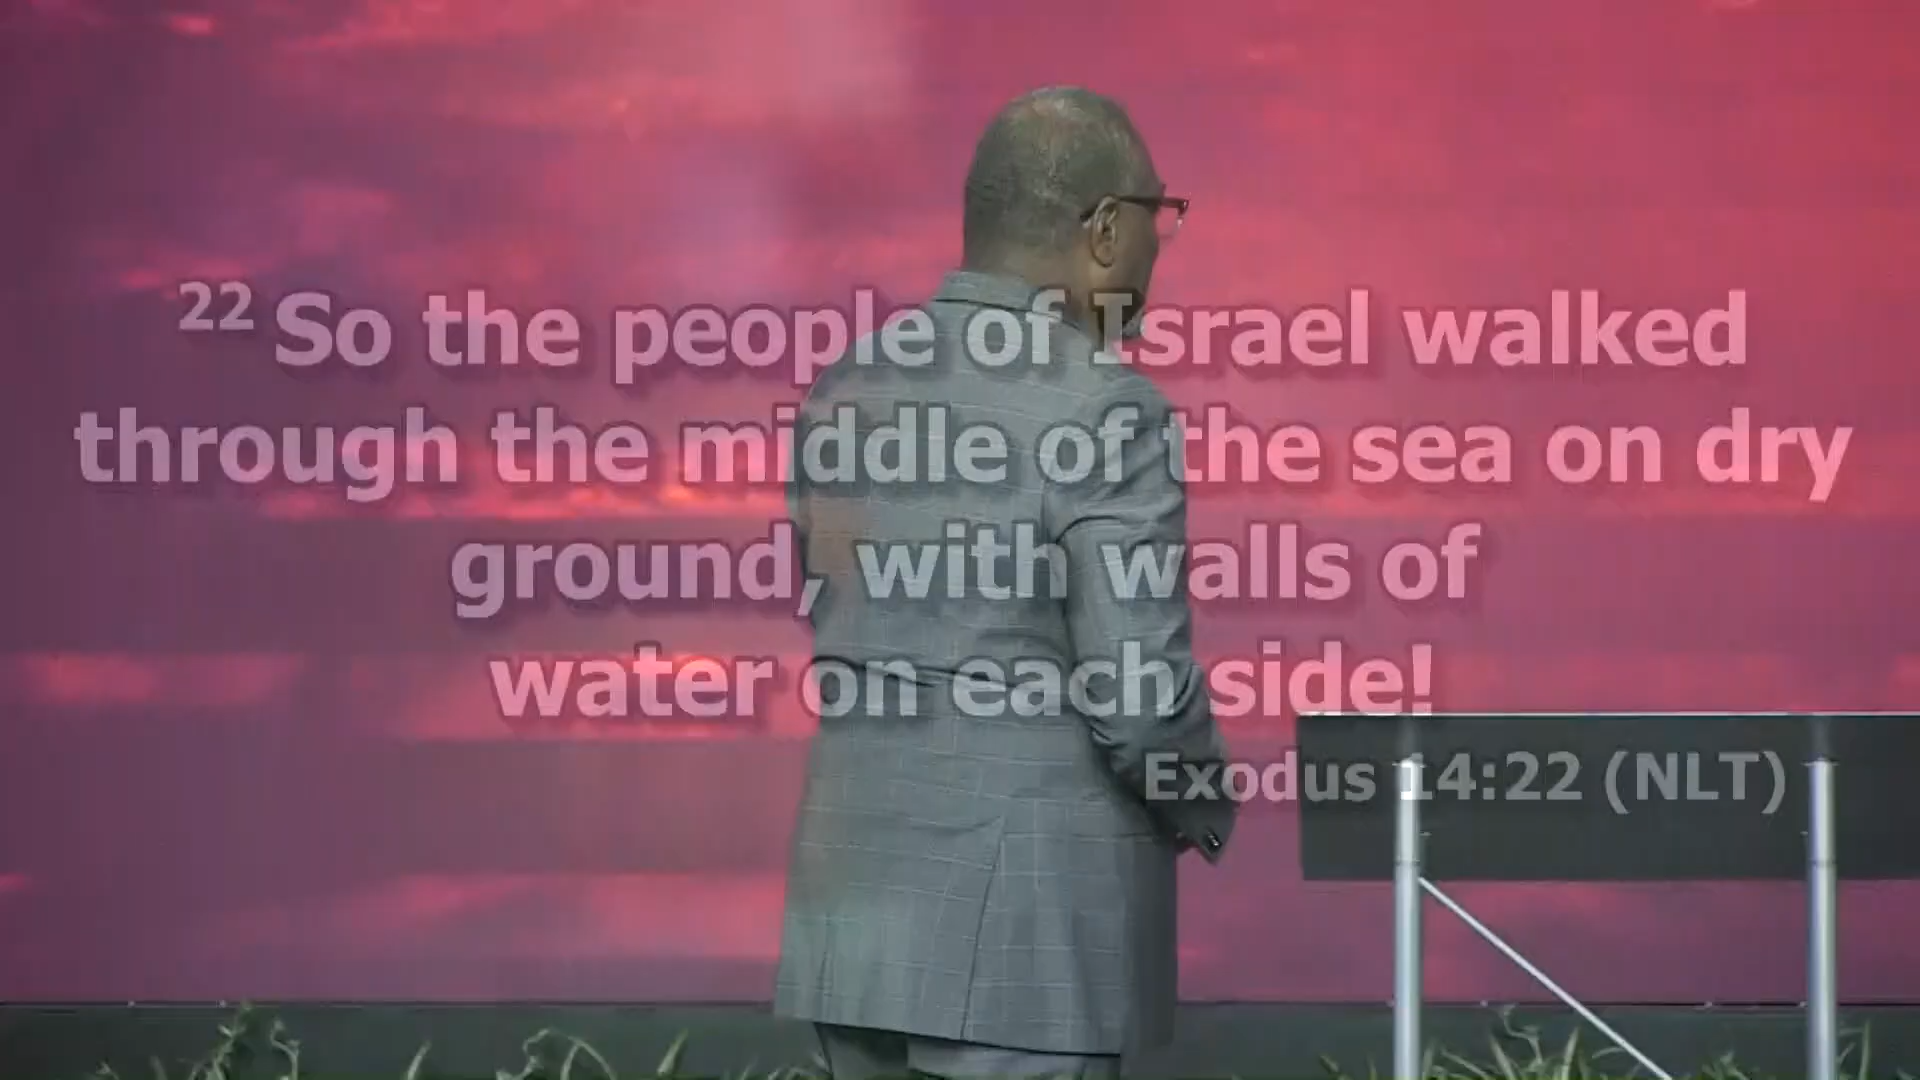 22 So the people of Israel walked
through the middle of the sea on dry
ground, with walls of
water on each side!
Exodus 14:22 (NLT)